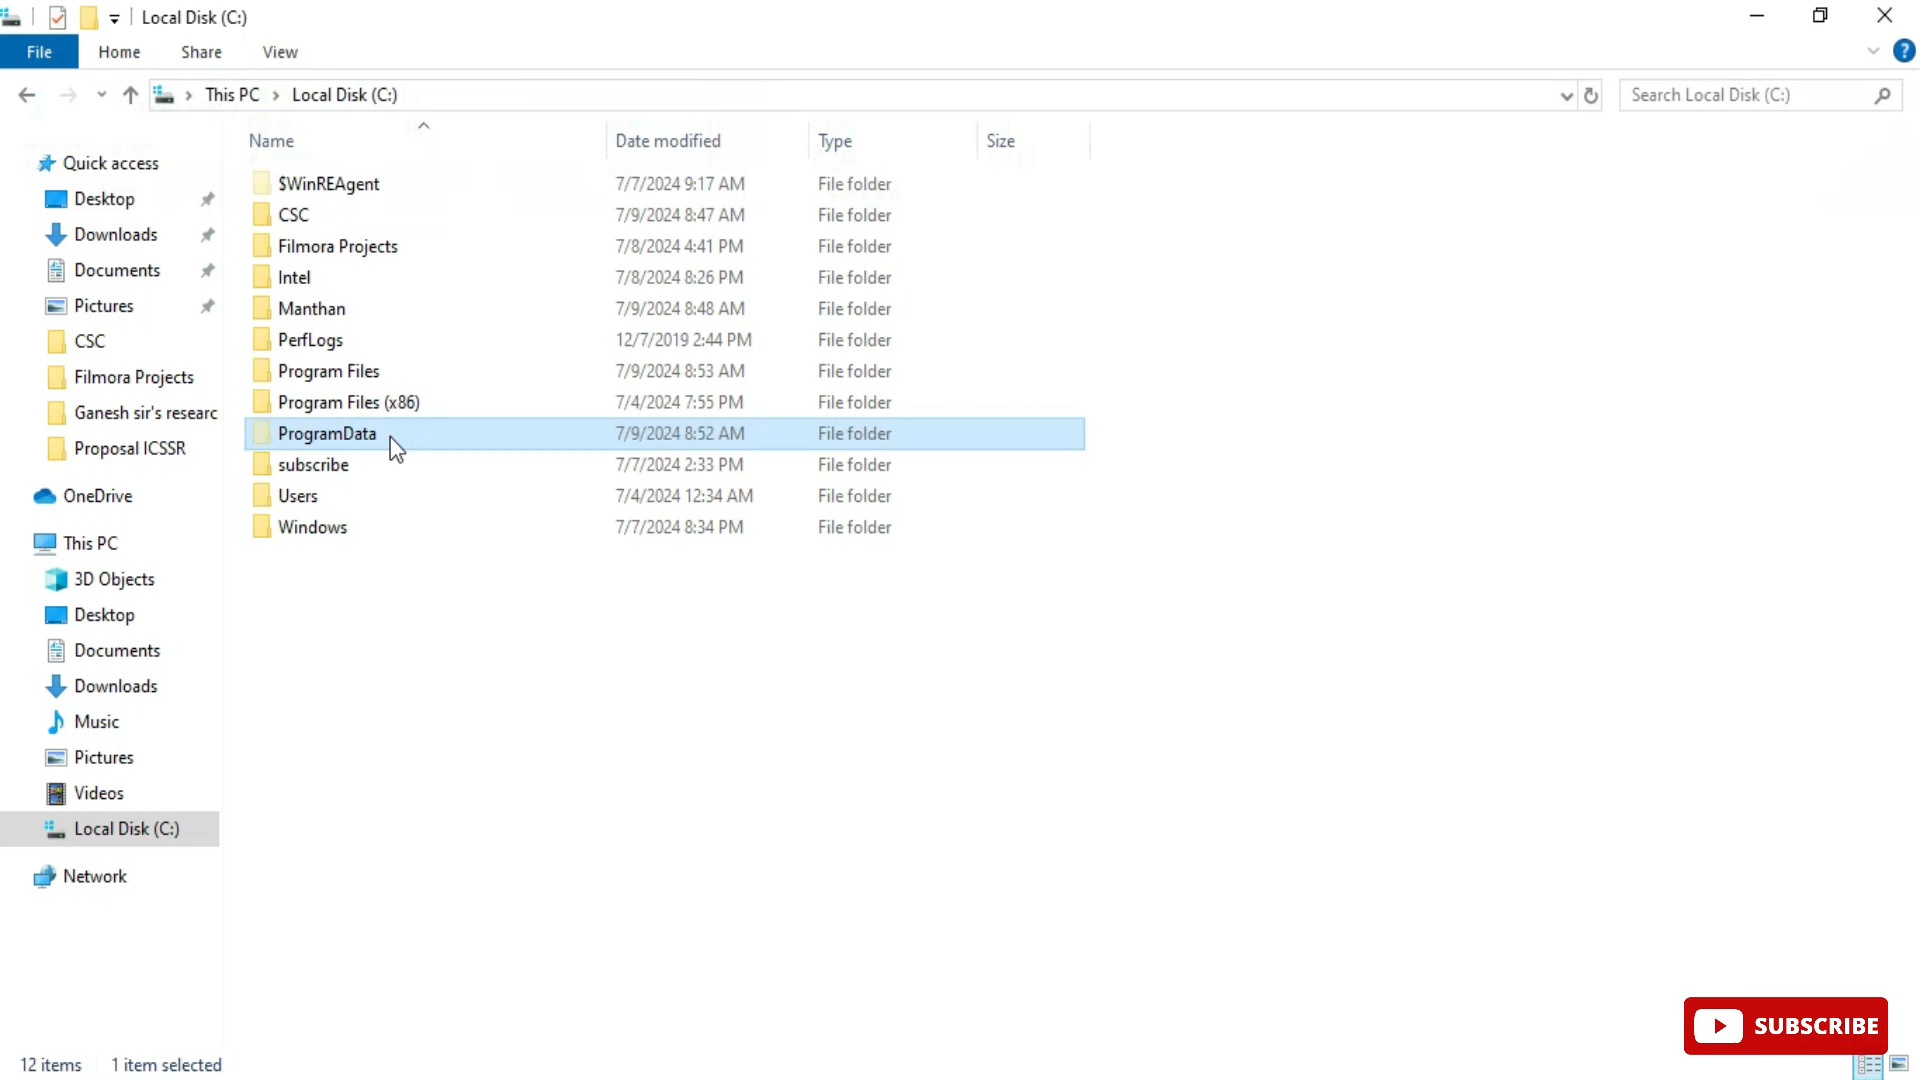 Local Disk (C:)
File Home Share View
This PC Local Disk (C:) Search Local Disk (C:)
Name Date modified Type Size
Quick access
Desktop
Downloads
Documents
Pictures
CSC
Filmora Projects
Ganesh sir's researc
Proposal ICSSR
OneDrive
This PC
3D Objects
Desktop
Documents
Downloads
Music
Pictures
Videos
Local Disk (C:)
Network
$WinREAgent 7/7/2024 9:17 AM File folder
CSC 7/9/2024 8:47 AM File folder
Filmora Projects 7/8/2024 4:41 PM File folder
Intel 7/8/2024 8:26 PM File folder
Manthan 7/9/2024 8:48 AM File folder
PerfLogs 12/7/2019 2:44 PM File folder
Program Files 7/9/2024 8:53 AM File folder
Program Files (x86) 7/4/2024 7:55 PM File folder
ProgramData 7/9/2024 8:52 AM File folder
subscribe 7/7/2024 2:33 PM File folder
Users 7/4/2024 12:34 AM File folder
Windows 7/7/2024 8:34 PM File folder
SUBSCRIBE
12 items 1 item selected